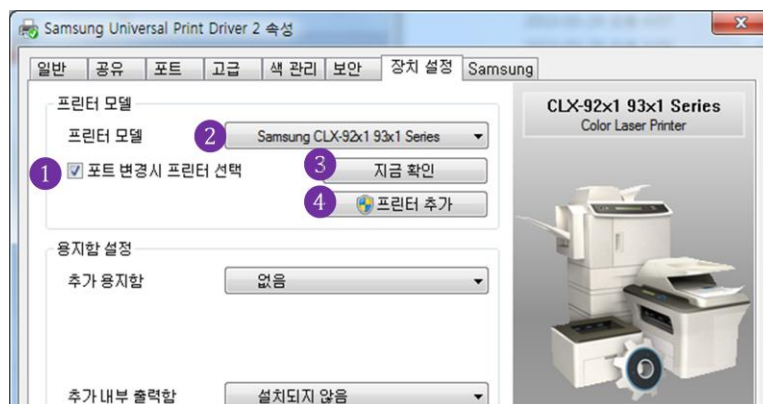 Samsung Universal Print Driver 2 속성
일반 공유 포트 고급 색 관리 보안 장치 설정 Samsung
프린터 모델
CLX-92x1 93x1 Series
Color Laser Printer
프린터 모델 2 Samsung CLX-92x1 93x1 Series
1 포트 변경시 프린터 선택 3 지금 확인
4 프린터 추가
용지함 설정
추가 용지함 없음
추가 내부 출력함 설치되지 않음